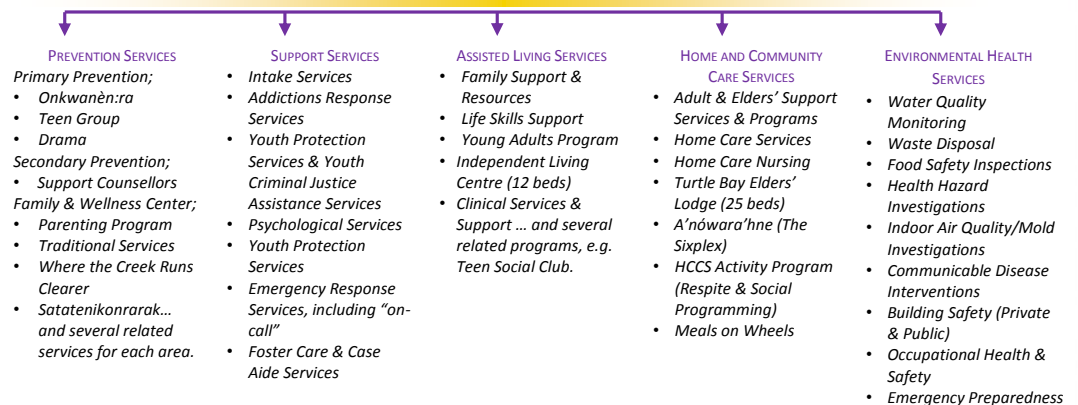 PREVENTION SERVICES
Primary Prevention;
• Onkwanèn:ra
• Teen Group
• Drama
Secondary Prevention;
• Support Counsellors
Family & Wellness Center;
• Parenting Program
• Traditional Services
• Where the Creek Runs
Clearer
• Satatenikonrarak…
and several related
services for each area.
SUPPORT SERVICES
• Intake Services
• Addictions Response
Services
• Youth Protection
Services & Youth
Criminal Justice
Assistance Services
• Psychological Services
• Youth Protection
Services
• Emergency Response
Services, including “on-
call”
• Foster Care & Case
Aide Services
ASSISTED LIVING SERVICES
• Family Support &
Resources
• Life Skills Support
• Young Adults Program
• Independent Living
Centre (12 beds)
• Clinical Services &
Support … and several
related programs, e.g.
Teen Social Club.
HOME AND COMMUNITY
CARE SERVICES
• Adult & Elders’ Support
Services & Programs
• Home Care Services
• Home Care Nursing
• Turtle Bay Elders’
Lodge (25 beds)
• A’nówara’hne (The
Sixplex)
• HCCS Activity Program
(Respite & Social
Programming)
• Meals on Wheels
ENVIRONMENTAL HEALTH
SERVICES
• Water Quality
Monitoring
• Waste Disposal
• Food Safety Inspections
• Health Hazard
Investigations
• Indoor Air Quality/Mold
Investigations
• Communicable Disease
Interventions
• Building Safety (Private
& Public)
• Occupational Health &
Safety
• Emergency Preparedness